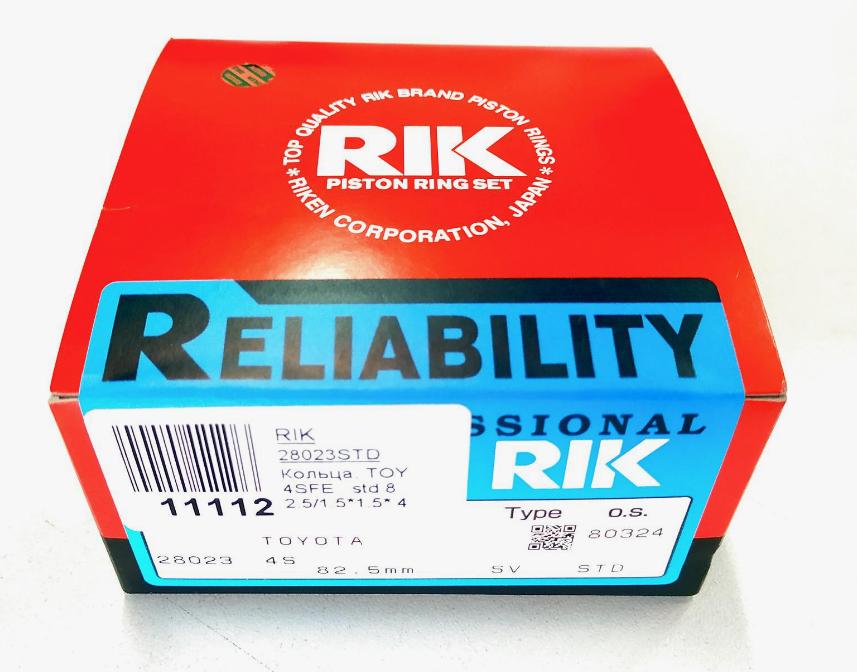 TOP QUALITY RIK BRAND PISTON RINGS
RIK
PISTON RING SET
* RIKEN CORPORATION, JAPAN *
RELIABILITY
SSIONAL
RIK
RIK
28023STD
Кольца TOY
4SFE std 8
2.5/1.5*1.5* 4
11112
Type O.S.
80324
TOYOTA
28023 4S 82.5mm 5V STD